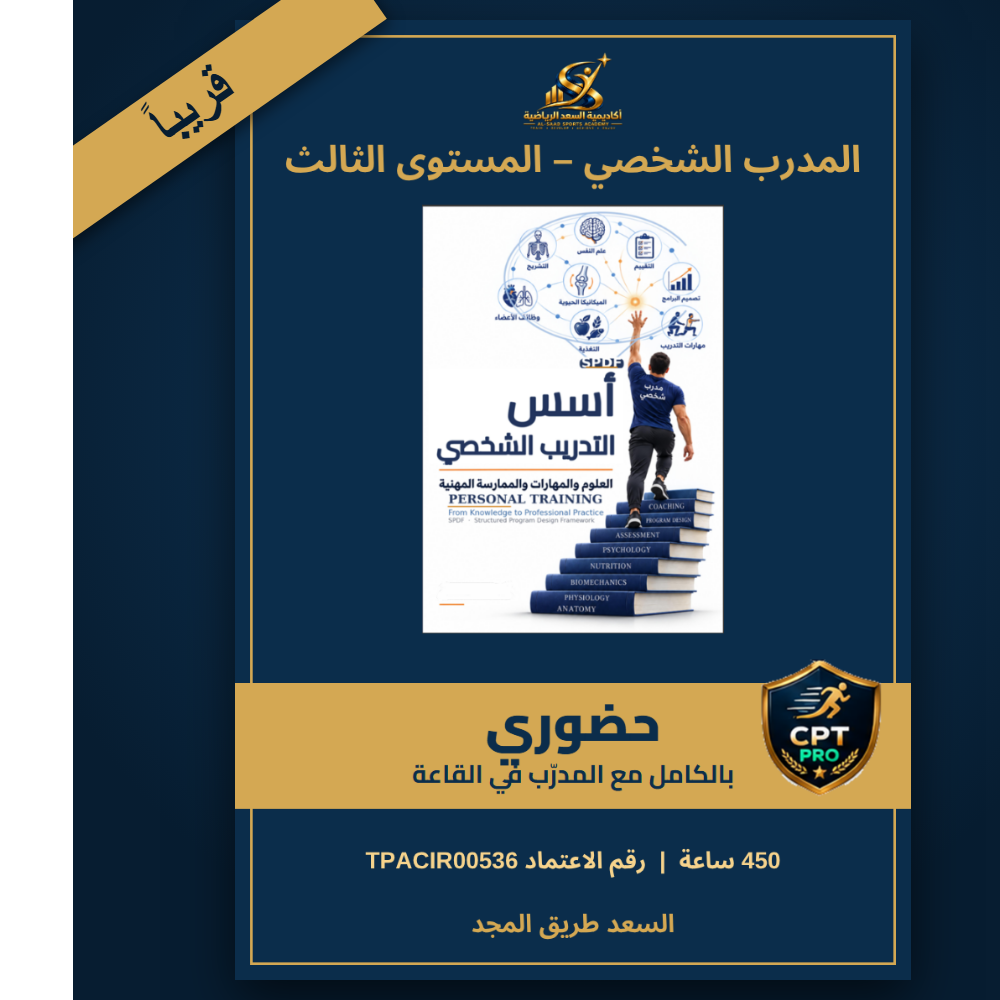 قريباً
أكاديمية السعد الرياضية
AL-SAAD SPORTS ACADEMY
المدرب الشخصي – المستوى الثالث
علم النفس
التشريح
التقييم
الميكانيكا الحيوية
تصميم البرامج
وظائف الأعضاء
التغذية
مهارات التدريب
SPDF
مدرب
شخصي
أسس
التدريب الشخصي
العلوم والمهارات والممارسة المهنية
PERSONAL TRAINING
From Knowledge to Professional Practice
SPDF - Structured Program Design Framework
COACHING
PROGRAM DESIGN
ASSESSMENT
PSYCHOLOGY
NUTRITION
BIOMECHANICS
PHYSIOLOGY
ANATOMY
حضوري
بالكامل مع المدرّب في القاعة
CPT
PRO
450 ساعة | رقم الاعتماد TPACIR00536
السعد طريق المجد